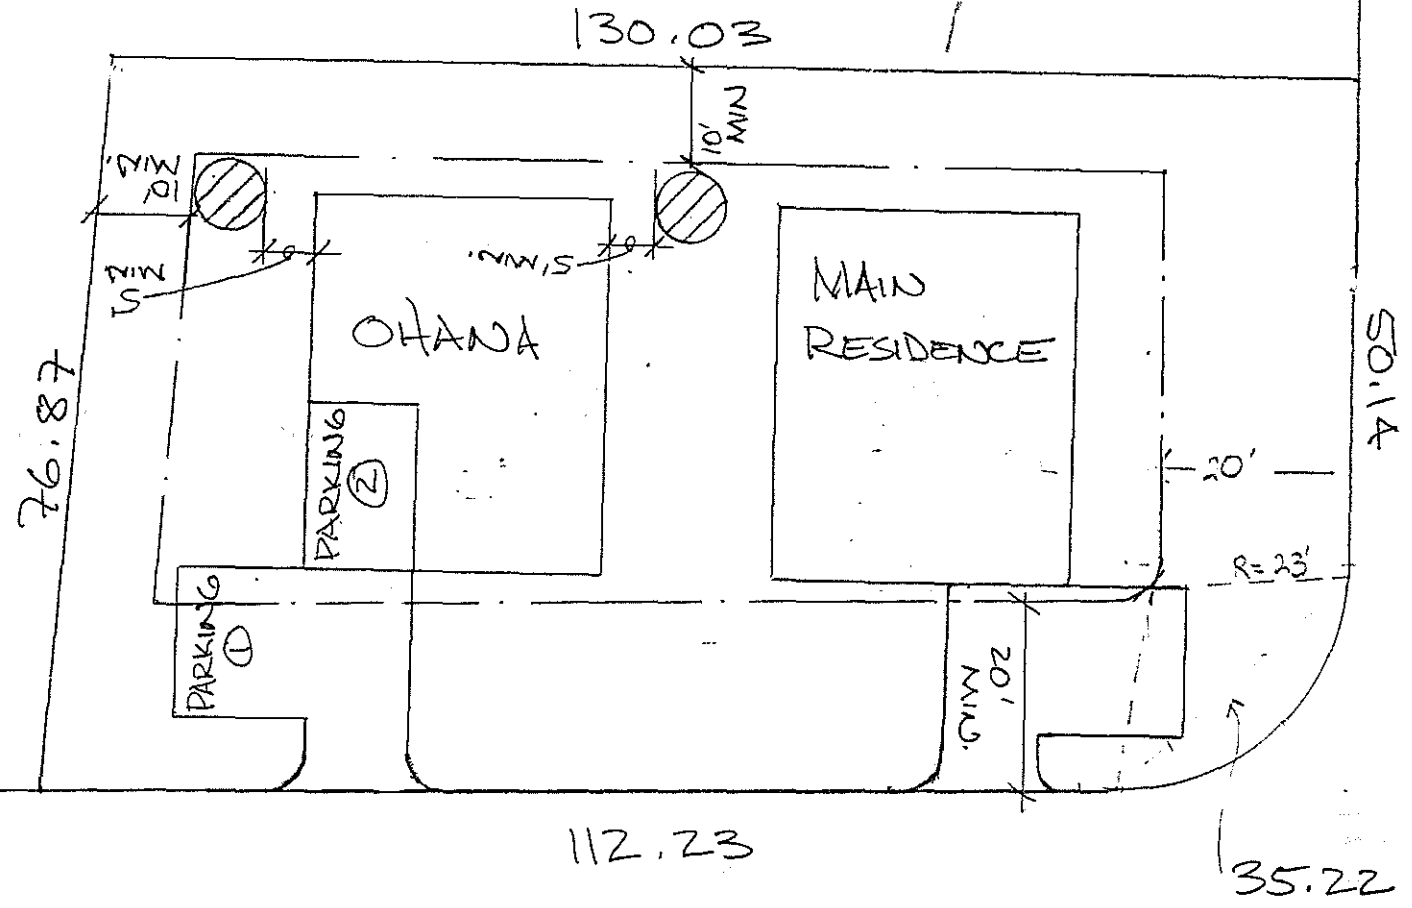 130.03
10' MIN
10 MIN.
5 MIN
5' MIN.
OHANA
MAIN
RESIDENCE
76.87
50.14
PARKING
②
20'
R=23'
PARKING
①
20'
MIN.
112.23
35.22